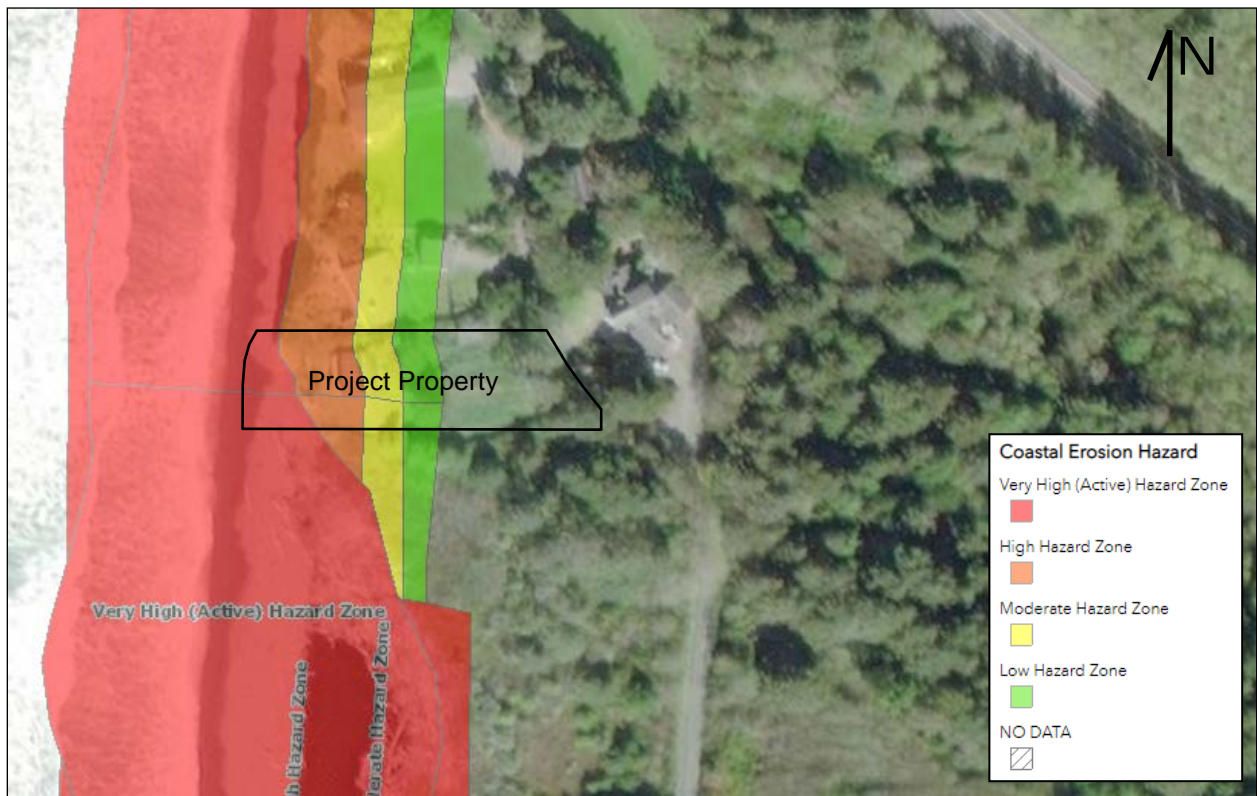 N
Project Property
Coastal Erosion Hazard
Very High (Active) Hazard Zone
High Hazard Zone
Moderate Hazard Zone
Low Hazard Zone
NO DATA
Very High (Active) Hazard Zone
h Hazard Zone
derate Hazard Zone